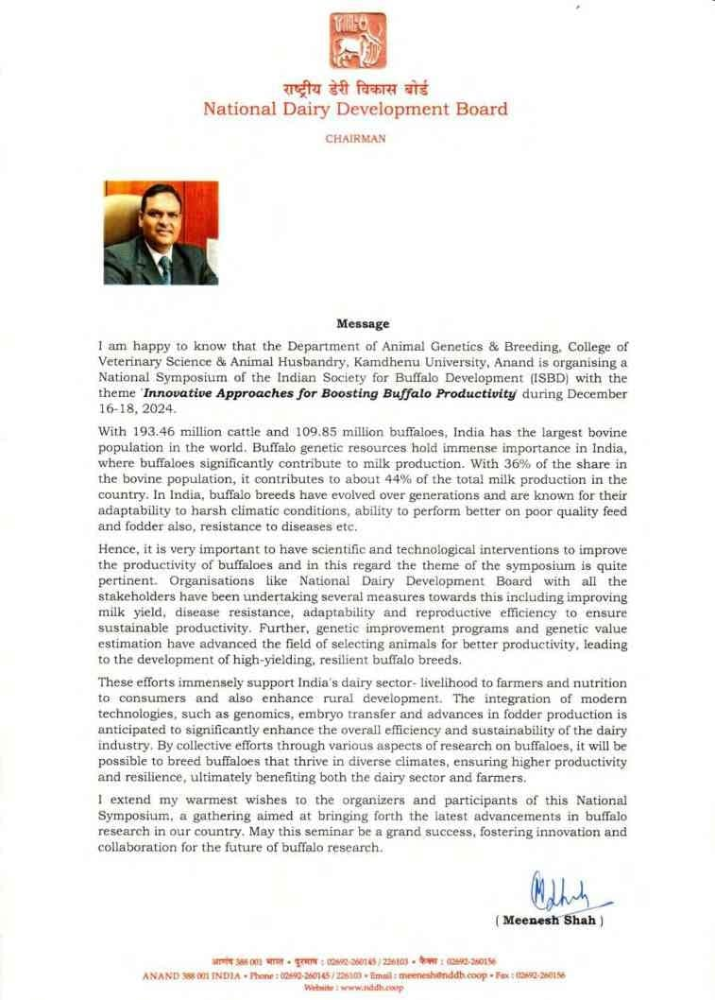 राष्ट्रीय डेरी विकास बोर्ड
National Dairy Development Board
CHAIRMAN
Message
I am happy to know that the Department of Animal Genetics & Breeding, College of
Veterinary Science & Animal Husbandry, Kamdhenu University, Anand is organising a
National Symposium of the Indian Society for Buffalo Development (ISBD) with the
theme 'Innovative Approaches for Boosting Buffalo Productivity' during December
16-18, 2024.
With 193.46 million cattle and 109.85 million buffaloes, India has the largest bovine
population in the world. Buffalo genetic resources hold immense importance in India,
where buffaloes significantly contribute to milk production. With 36% of the share in
the bovine population, it contributes to about 44% of the total milk production in the
country. In India, buffalo breeds have evolved over generations and are known for their
adaptability to harsh climatic conditions, ability to perform better on poor quality feed
and fodder also, resistance to diseases etc.
Hence, it is very important to have scientific and technological interventions to improve
the productivity of buffaloes and in this regard the theme of the symposium is quite
pertinent. Organisations like National Dairy Development Board with all the
stakeholders have been undertaking several measures towards this including improving
milk yield, disease resistance, adaptability and reproductive efficiency to ensure
sustainable productivity. Further, genetic improvement programs and genetic value
estimation have advanced the field of selecting animals for better productivity, leading
to the development of high-yielding, resilient buffalo breeds.
These efforts immensely support India's dairy sector- livelihood to farmers and nutrition
to consumers and also enhance rural development. The integration of modern
technologies, such as genomics, embryo transfer and advances in fodder production is
anticipated to significantly enhance the overall efficiency and sustainability of the dairy
industry. By collective efforts through various aspects of research on buffaloes, it will be
possible to breed buffaloes that thrive in diverse climates, ensuring higher productivity
and resilience, ultimately benefiting both the dairy sector and farmers.
I extend my warmest wishes to the organizers and participants of this National
Symposium, a gathering aimed at bringing forth the latest advancements in buffalo
research in our country. May this seminar be a grand success, fostering innovation and
collaboration for the future of buffalo research.
( Meenesh Shah )
आणंद 388 001 भारत • दूरभाष : 02692-260145 / 226103 • फैक्स : 02692-260156
ANAND 388 001 INDIA • Phone : 02692-260145 / 226103 • Email : meenesh@nddb.coop • Fax : 02692-260156
Website : www.nddb.coop